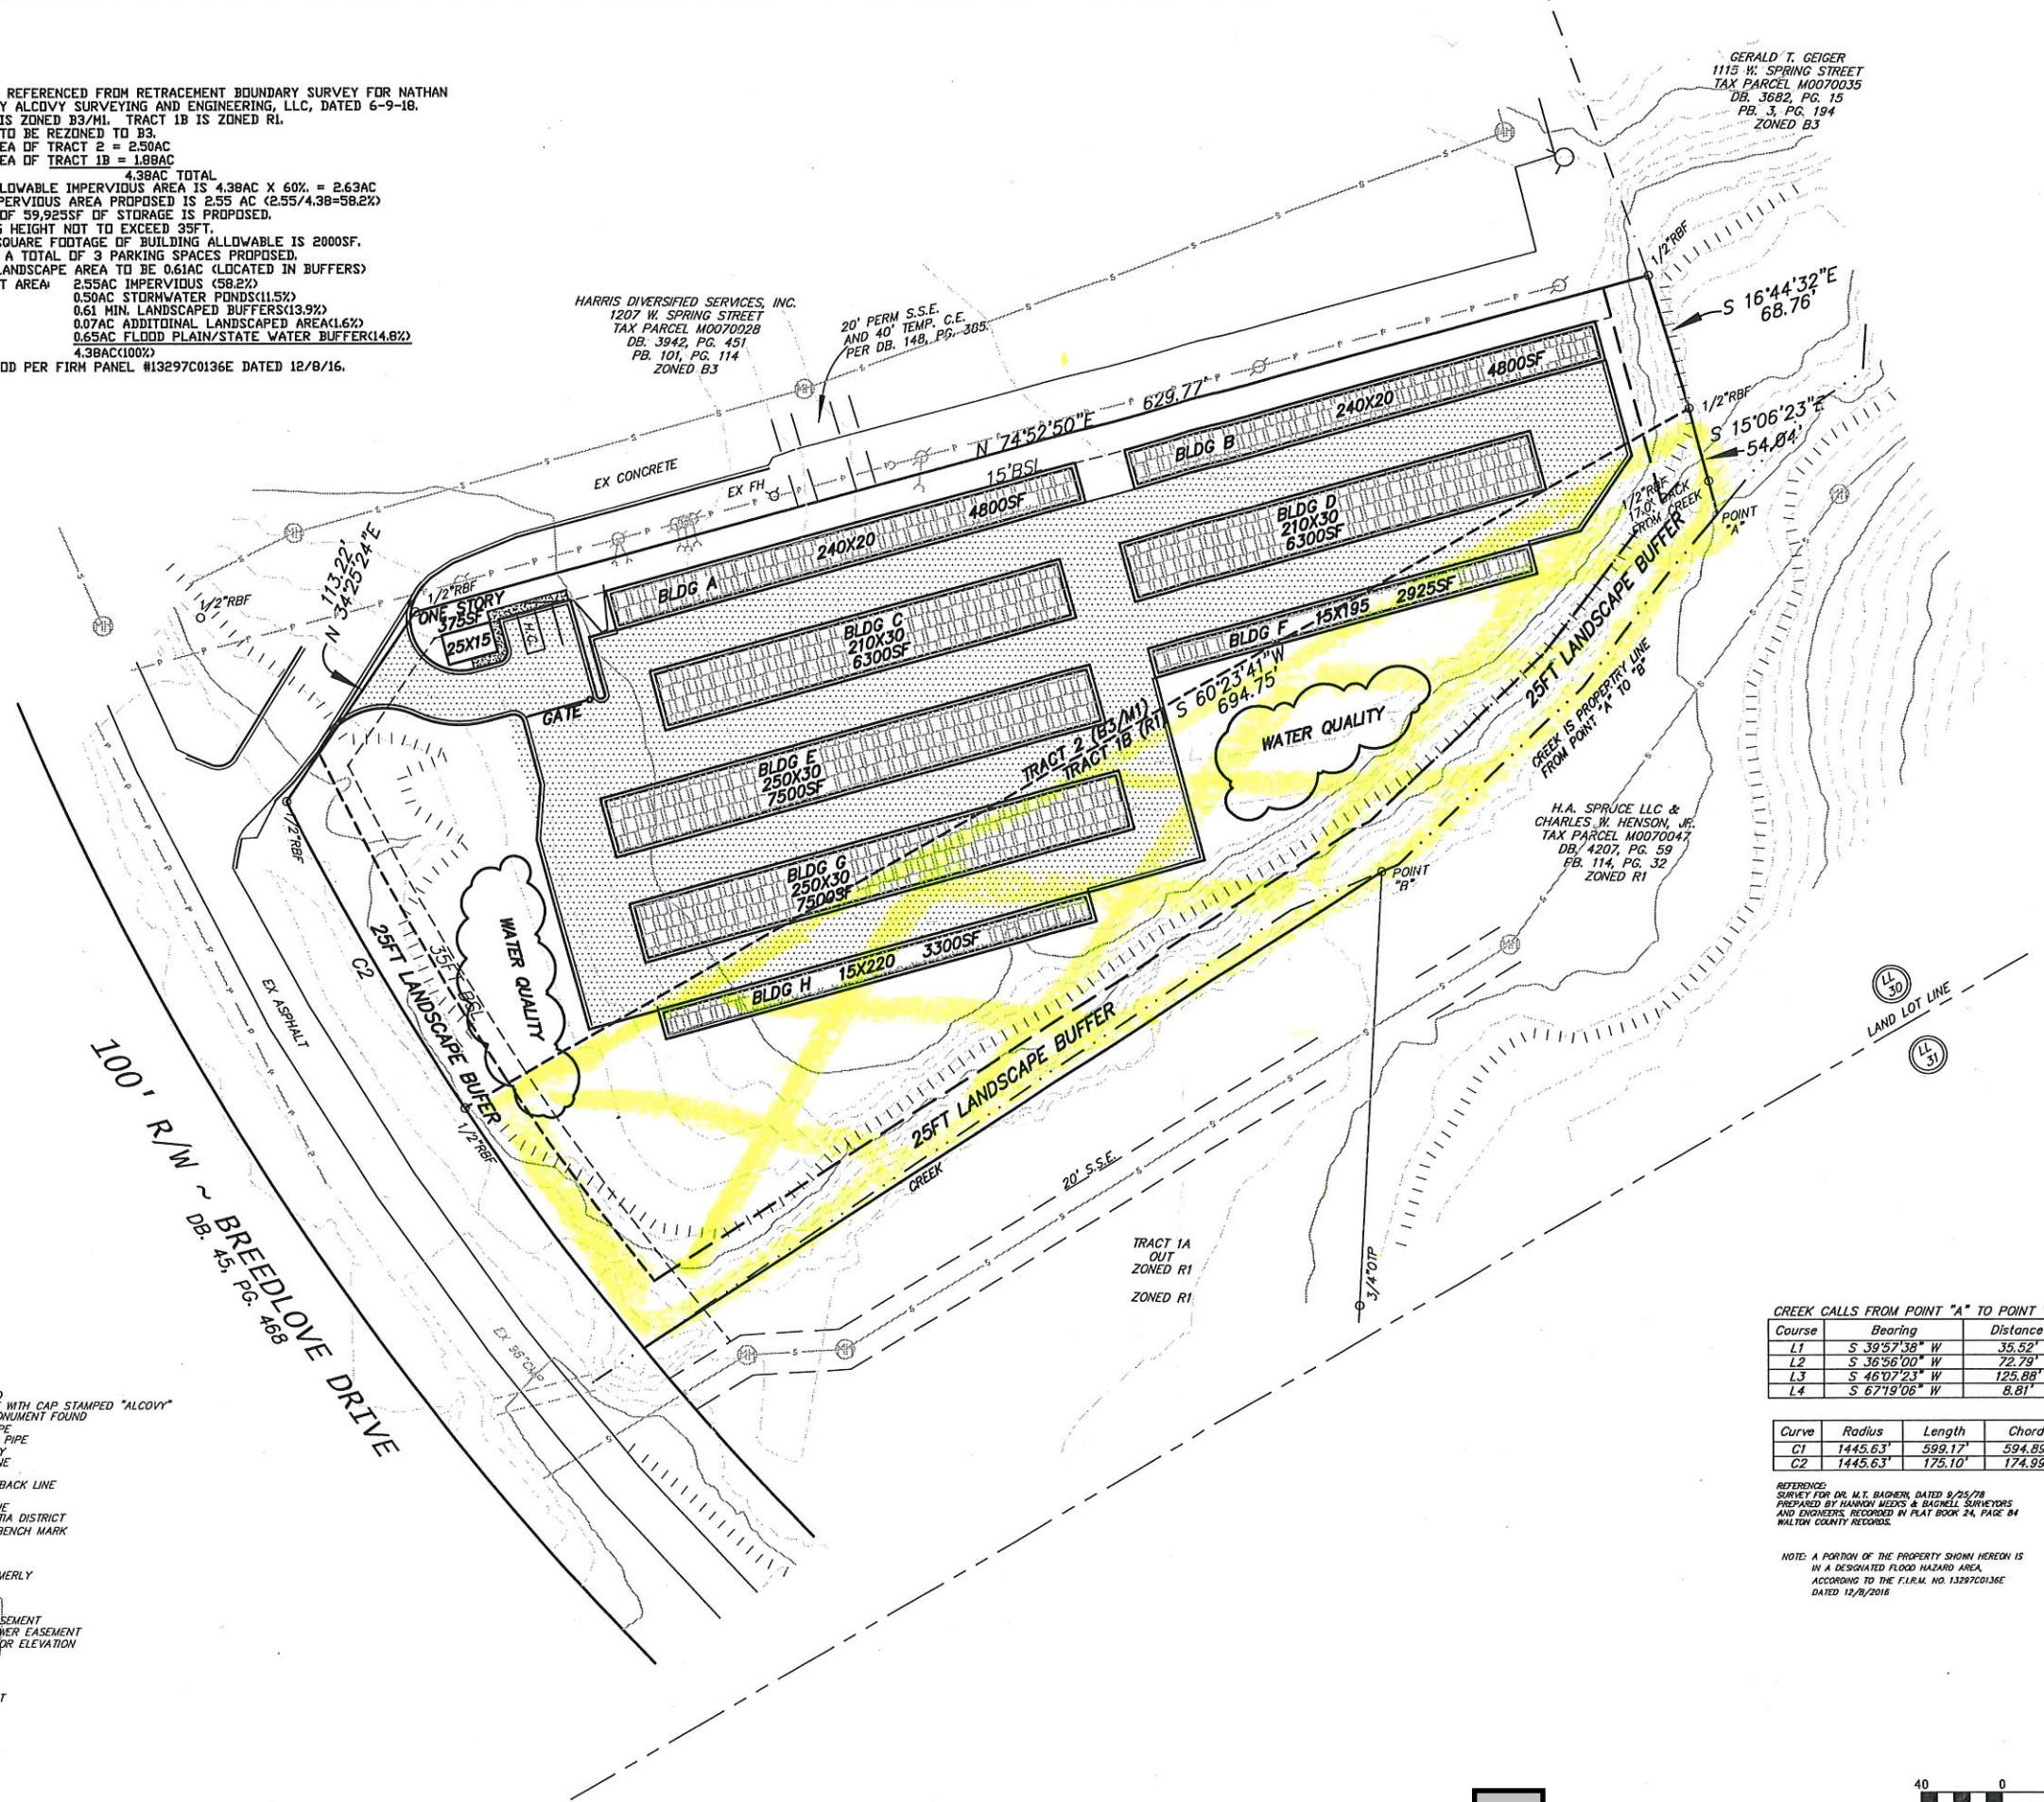 REFERENCED FROM RETRACEMENT BOUNDARY SURVEY FOR NATHAN
Y ALCOVY SURVEYING AND ENGINEERING, LLC, DATED 6-9-18.
IS ZONED B3/M1. TRACT 1B IS ZONED R1.
TO BE REZONED TO B3.
EA OF TRACT 2 = 2.50AC
EA OF TRACT 1B = 1.88AC
4.38AC TOTAL
LOWABLE IMPERVIOUS AREA IS 4.38AC X 60% = 2.63AC
PERVIOUS AREA PROPOSED IS 2.55 AC (2.55/4.38=58.2%)
OF 59,925SF OF STORAGE IS PROPOSED.
G HEIGHT NOT TO EXCEED 35FT.
SQUARE FOOTAGE OF BUILDING ALLOWABLE IS 2000SF.
A TOTAL OF 3 PARKING SPACES PROPOSED.
LANDSCAPE AREA TO BE 0.61AC (LOCATED IN BUFFERS)
T AREA: 2.55AC IMPERVIOUS (58.2%)
0.50AC STORMWATER PONDS(11.5%)
0.61 MIN. LANDSCAPED BUFFERS(13.9%)
0.07AC ADDITOINAL LANDSCAPED AREA(1.6%)
0.65AC FLOOD PLAIN/STATE WATER BUFFER(14.8%)
4.38AC(100%)
OD PER FIRM PANEL #13297C0136E DATED 12/8/16.
GERALD T. GEIGER
1115 W. SPRING STREET
TAX PARCEL M0070035
DB. 3682, PG. 15
PB. 3, PG. 194
ZONED B3
HARRIS DIVERSIFIED SERVICES, INC.
1207 W. SPRING STREET
TAX PARCEL M0070028
DB. 3942, PG. 451
PB. 101, PG. 114
ZONED B3
20' PERM S.S.E.
AND 40' TEMP. C.E.
PER DB. 148, PG. 305
1/2"RBF
S 16°44'32"E
68.76'
1/2"RBF
S 15°06'23"E
54.04'
N 74°52'50"E 629.77'
15'BSL
EX CONCRETE
EX FH
113.22'
N 34°25'24"E
1/2"RBF
1/2"RBF
ONE STORY
375SF
25X15
H.C.
GATE
BLDG A 240X20 4800SF
BLDG B 240X20 4800SF
BLDG C
210X30
6300SF
BLDG D
210X30
6300SF
BLDG E
250X30
7500SF
BLDG F 15X195 2925SF
BLDG G
250X30
7500SF
BLDG H 15X220 3300SF
TRACT 2 (B3/M1)
TRACT 1B (R1)
S 60°23'41"W
694.75'
1/2"RBF
17.0' BACK
FROM CREEK
POINT
"A"
25FT LANDSCAPE BUFFER
CREEK IS PROPERTRY LINE
FROM POINT "A" TO "B"
WATER QUALITY
WATER QUALITY
H.A. SPRUCE LLC &
CHARLES W. HENSON, JR.
TAX PARCEL M0070047
DB. 4207, PG. 59
PB. 114, PG. 32
ZONED R1
POINT
"B"
1/2"RBF
C2
25FT LANDSCAPE BUFER
35FT BSL
1/2"RBF
EX ASPHALT
25FT LANDSCAPE BUFFER
CREEK
20' S.S.E.
LL
30
LAND LOT LINE
LL
31
100' R/W ~ BREEDLOVE DRIVE
DB. 45, PG. 468
TRACT 1A
OUT
ZONED R1
ZONED R1
3/4"OTP
CREEK CALLS FROM POINT "A" TO POINT
Course Bearing Distance
L1 S 39°57'38" W 35.52'
L2 S 36°56'00" W 72.79'
L3 S 46°07'23" W 125.88'
L4 S 67°19'06" W 8.81'
Curve Radius Length Chord
C1 1445.63' 599.17' 594.89
C2 1445.63' 175.10' 174.99
REFERENCE:
SURVEY FOR DR. M.T. BAGHERI, DATED 9/25/78
PREPARED BY HANNON MEEKS & BAGWELL SURVEYORS
AND ENGINEERS, RECORDED IN PLAT BOOK 24, PAGE 84
WALTON COUNTY RECORDS.
NOTE: A PORTION OF THE PROPERTY SHOWN HEREON IS
IN A DESIGNATED FLOOD HAZARD AREA,
ACCORDING TO THE F.I.R.M. NO. 13297C0136E
DATED 12/8/2016
WITH CAP STAMPED "ALCOVY"
ONUMENT FOUND
PE
PIPE
Y
NE
BACK LINE
NE
TIA DISTRICT
BENCH MARK
MERLY
SEMENT
WER EASEMENT
OR ELEVATION
T
40 0